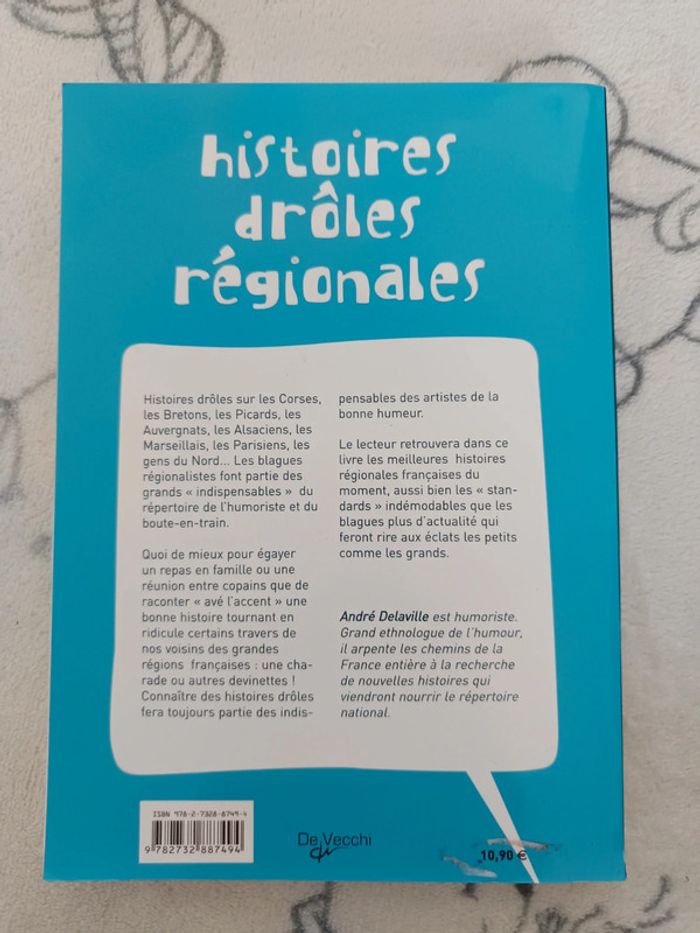 histoires
drôles
régionales
Histoires drôles sur les Corses,
les Bretons, les Picards, les
Auvergnats, les Alsaciens, les
Marseillais, les Parisiens, les
gens du Nord... Les blagues
régionalistes font partie des
grands « indispensables » du
répertoire de l'humoriste et du
boute-en-train.
Quoi de mieux pour égayer
un repas en famille ou une
réunion entre copains que de
raconter « avé l'accent » une
bonne histoire tournant en
ridicule certains travers de
nos voisins des grandes
régions françaises : une cha-
rade ou autres devinettes !
Connaître des histoires drôles
fera toujours partie des indis-
pensables des artistes de la
bonne humeur.
Le lecteur retrouvera dans ce
livre les meilleures histoires
régionales françaises du
moment, aussi bien les « stan-
dards » indémodables que les
blagues plus d'actualité qui
feront rire aux éclats les petits
comme les grands.
André Delaville est humoriste.
Grand ethnologue de l'humour,
il arpente les chemins de la
France entière à la recherche
de nouvelles histoires qui
viendront nourrir le répertoire
national.
ISBN 978-2-7328-8749-4
9 782732 887494
De Vecchi
10,90 €